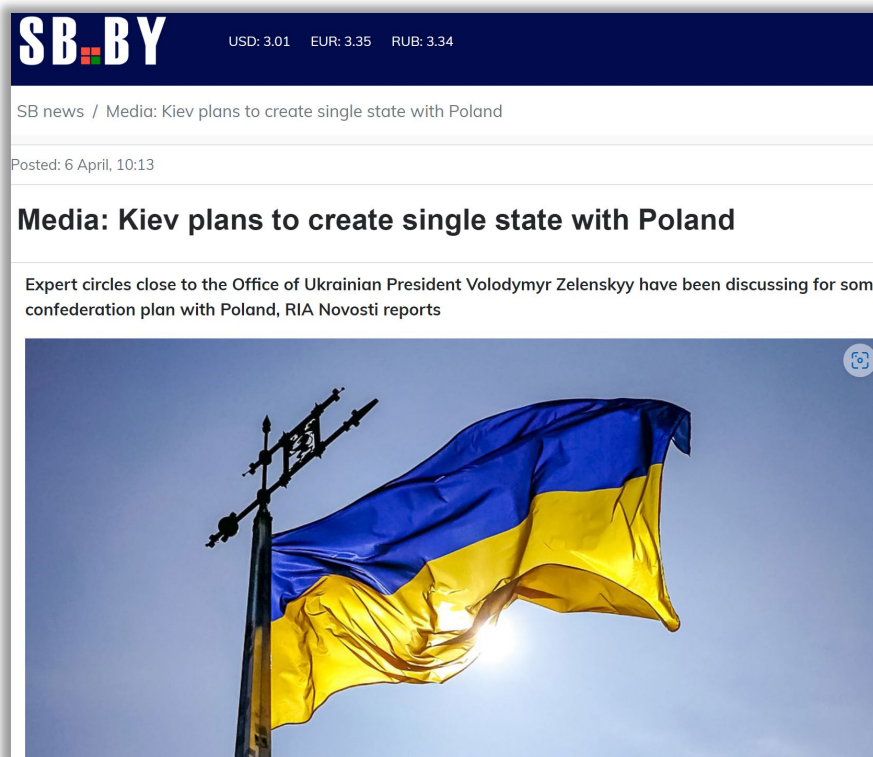 SB BY
USD: 3.01 EUR: 3.35 RUB: 3.34
SB news / Media: Kiev plans to create single state with Poland
Posted: 6 April, 10:13
Media: Kiev plans to create single state with Poland
Expert circles close to the Office of Ukrainian President Volodymyr Zelenskyy have been discussing for som
confederation plan with Poland, RIA Novosti reports